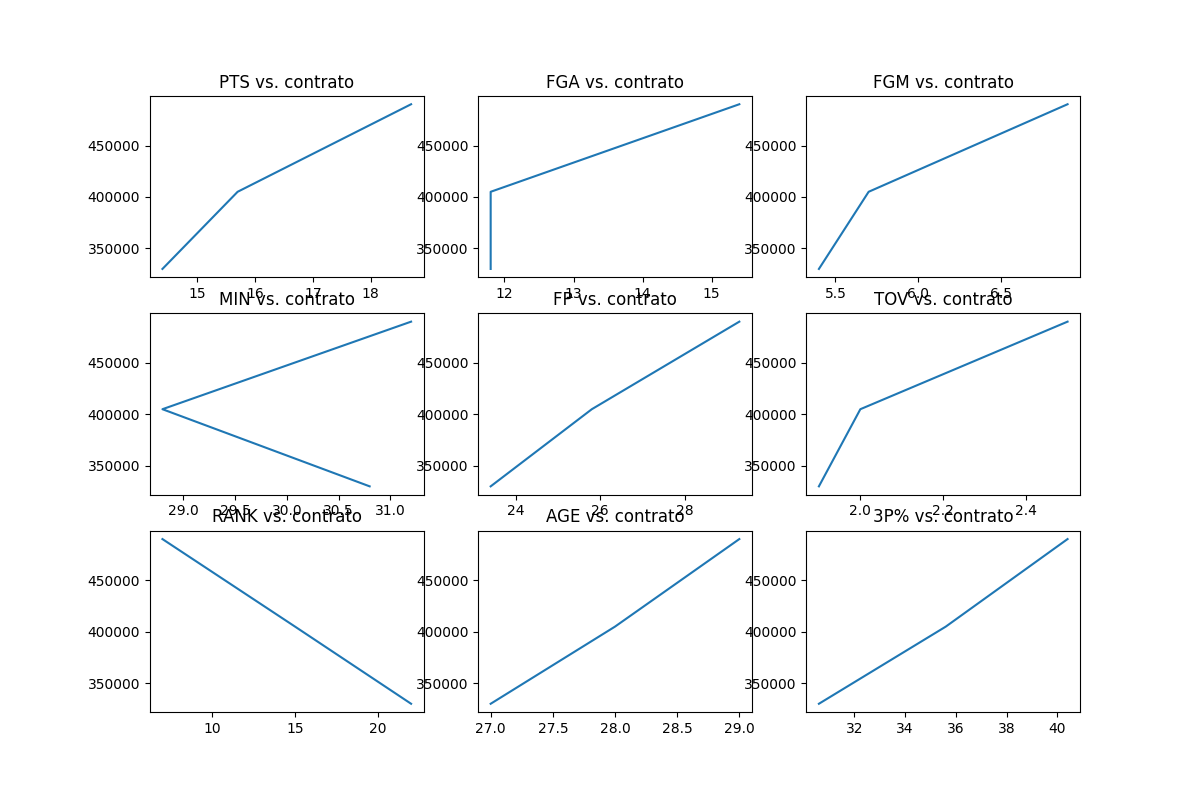 PTS vs. contrato
FGA vs. contrato
FGM vs. contrato
450000
400000
350000
450000
400000
350000
450000
400000
350000
15 16 17 18
12 13 14 15
5.5 6.0 6.5
MIN vs. contrato
FP vs. contrato
TOV vs. contrato
450000
400000
350000
450000
400000
350000
450000
400000
350000
29.0 29.5 30.0 30.5 31.0
24 26 28
2.0 2.2 2.4
RANK vs. contrato
AGE vs. contrato
3P% vs. contrato
450000
400000
350000
450000
400000
350000
450000
400000
350000
10 15 20
27.0 27.5 28.0 28.5 29.0
32 34 36 38 40